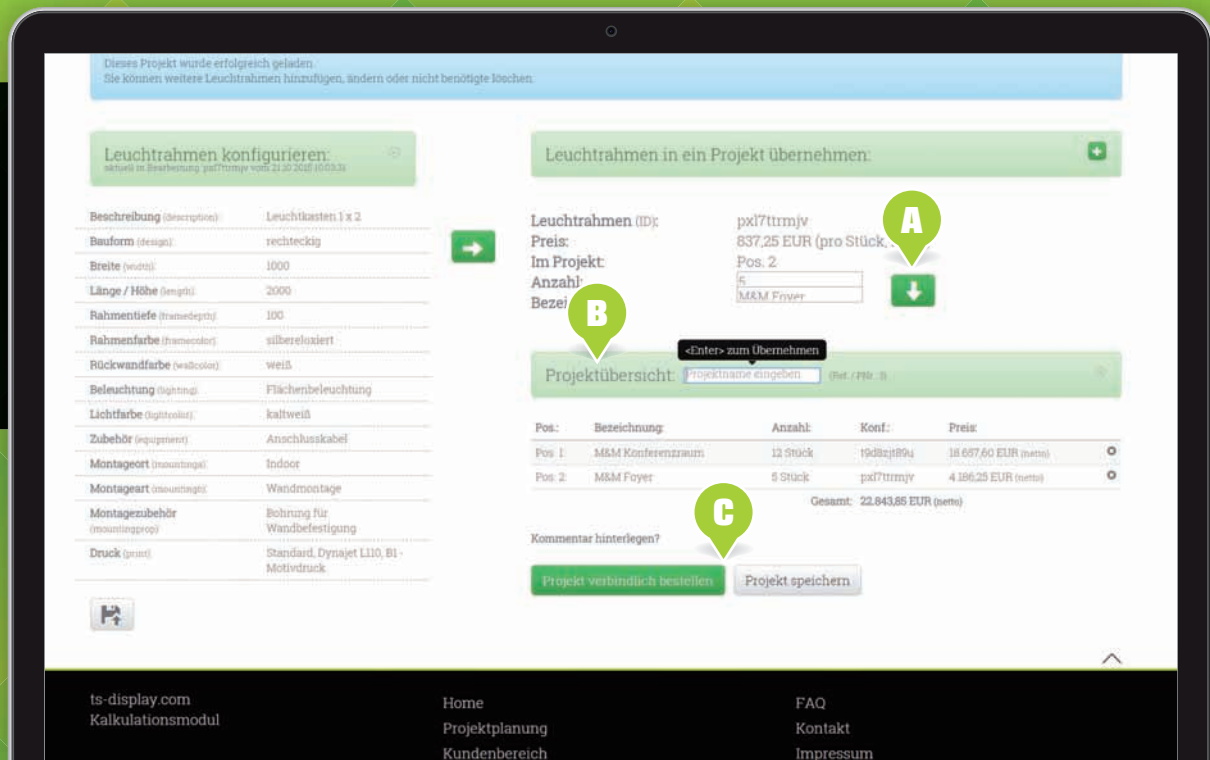 Dieses Projekt wurde erfolgreich geladen.
Sie können weitere Leuchtrahmen hinzufügen, ändern oder nicht benötigte löschen.
Leuchtrahmen konfigurieren:
aktuell in Bearbeitung: pxl7ttrmjv vom
Beschreibung (description): Leuchtkasten 1 x 2
Bauform (design): rechteckig
Breite (width): 1000
Länge / Höhe (length): 2000
Rahmentiefe (framedepth): 100
Rahmenfarbe (framecolor): silbereloxiert
Rückwandfarbe (wallcolor): weiß
Beleuchtung (lighting): Flächenbeleuchtung
Lichtfarbe (lightcolor): kaltweiß
Zubehör (equipment) Anschlusskabel
Montageort (mountinga): Indoor
Montageart (mountingb): Wandmontage
Montagezubehör Bohrung für
(mountingprop): Wandbefestigung
Druck (print): Standard, Dynajet L110, B1 -
Motivdruck
Leuchtrahmen in ein Projekt übernehmen:
Leuchtrahmen (ID): pxl7ttrmjv
Preis: 837,25 EUR (pro Stück,
Im Projekt: Pos. 2
Anzahl: 5
M&M Foyer
A
B
<Enter> zum Übernehmen
Projektübersicht: Projektname eingeben
Pos.: Bezeichnung: Anzahl: Konf.: Preis:
Pos. 1: M&M Konferenzraum 12 Stück t9d8zjt89u 18.657,60 EUR (netto)
Pos. 2: M&M Foyer 5 Stück pxl7ttrmjv 4.186,25 EUR (netto)
Gesamt: 22.843,85 EUR (netto)
C
Kommentar hinterlegen?
Projekt verbindlich bestellen Projekt speichern
ts-display.com
Kalkulationsmodul
Home
Projektplanung
Kundenbereich
FAQ
Kontakt
Impressum